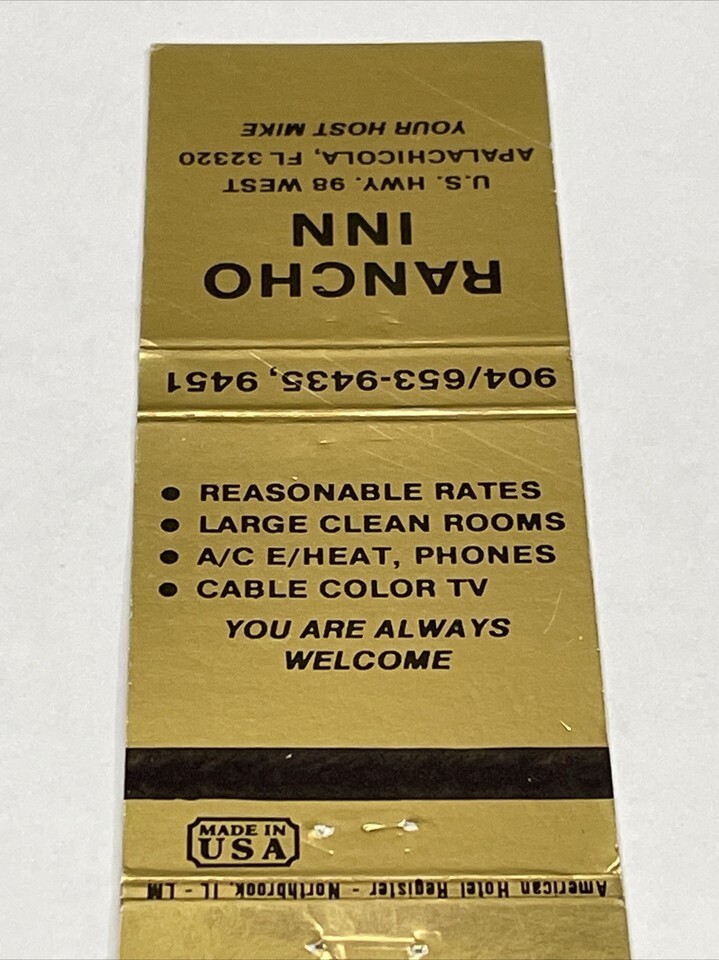 RANCHO
INN
U.S. HWY. 98 WEST
APALACHICOLA, FL 32320
YOUR HOST MIKE
904/653-9435, 9451
• REASONABLE RATES
• LARGE CLEAN ROOMS
• A/C E/HEAT, PHONES
• CABLE COLOR TV
YOU ARE ALWAYS
WELCOME
MADE IN
USA
American Hotel Register - Northbrook, IL - LM